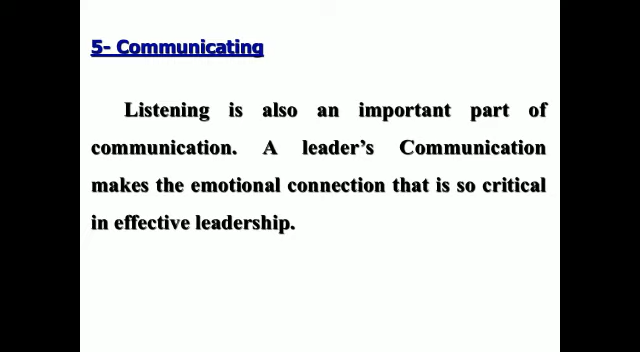 5- Communicating
Listening is also an important part of
communication. A leader’s Communication
makes the emotional connection that is so critical
in effective leadership.